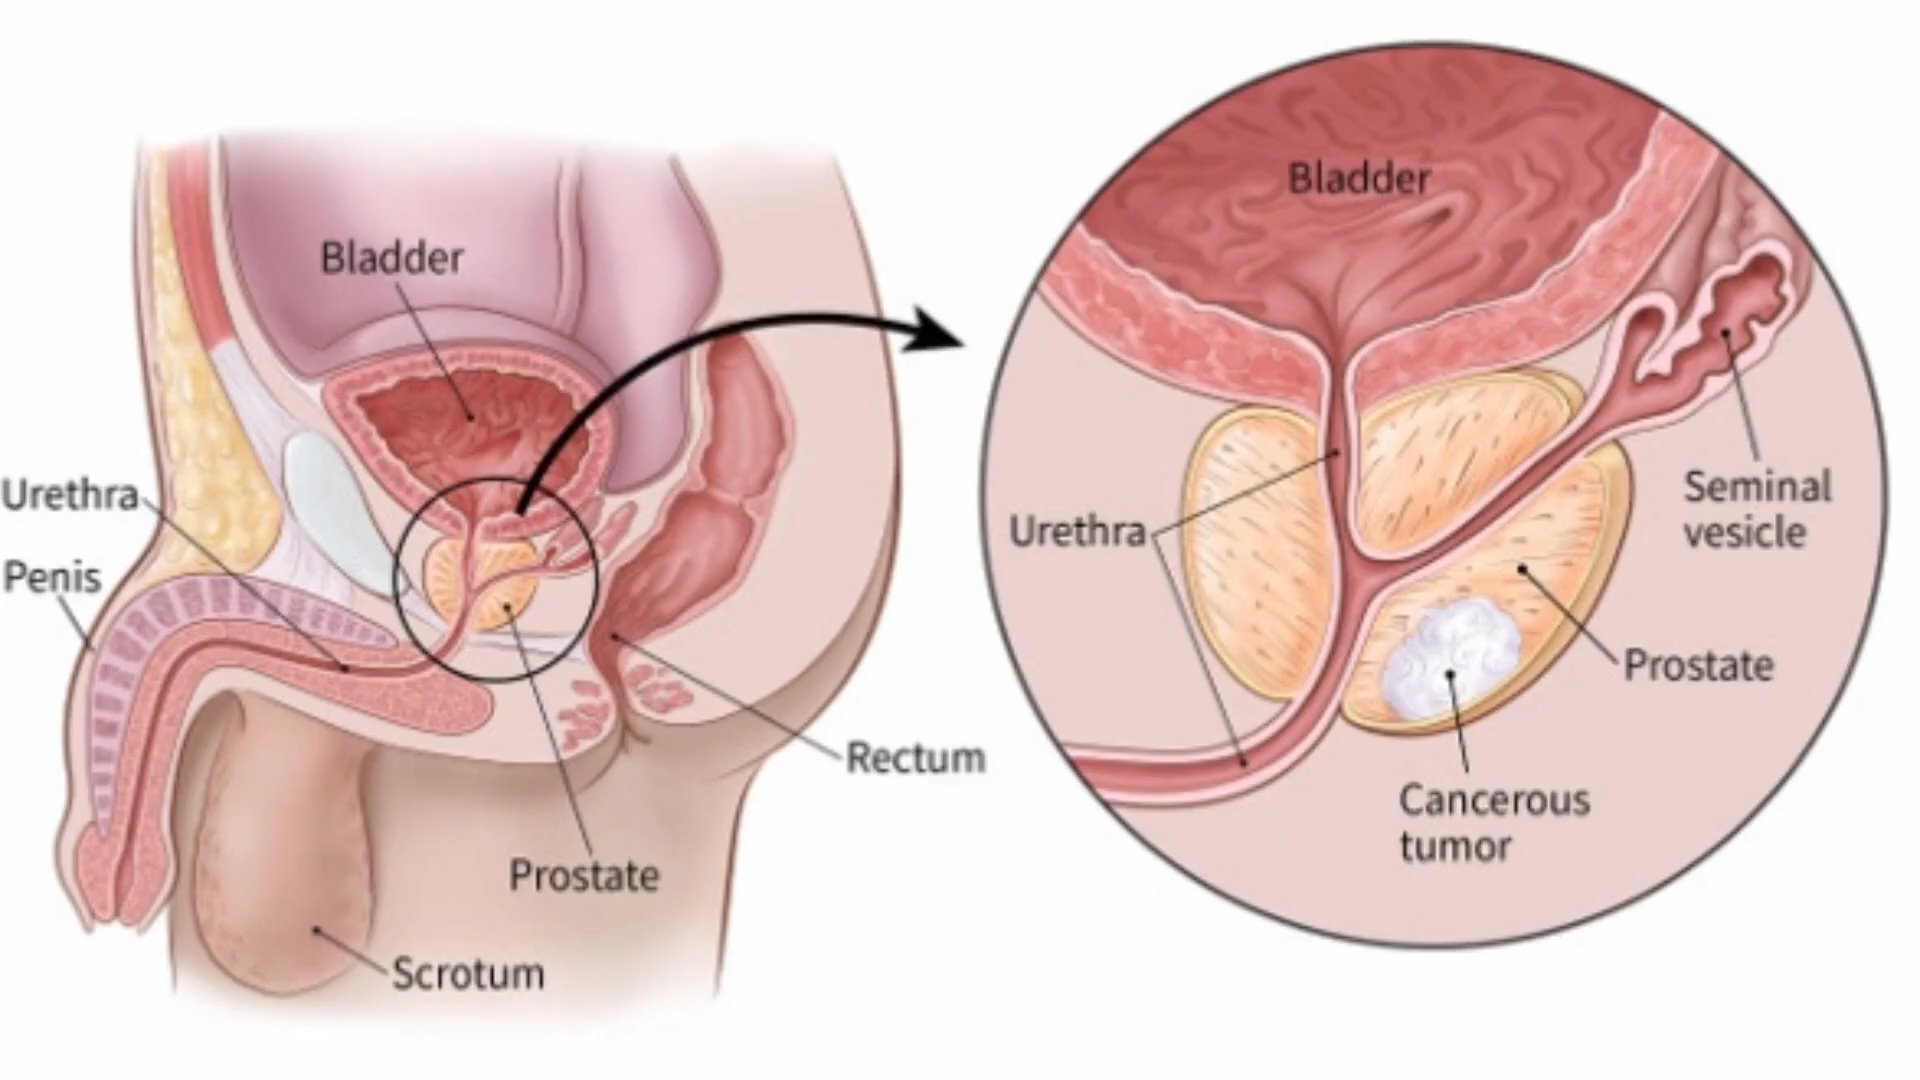 Bladder
Urethra
Penis
Rectum
Prostate
Scrotum
Bladder
Urethra
Seminal
vesicle
Prostate
Cancerous
tumor